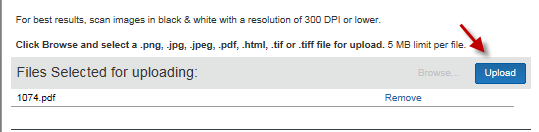 For best results, scan images in black & white with a resolution of 300 DPI or lower.
Click Browse and select a .png, .jpg, .jpeg, .pdf, .html, .tif or .tiff file for upload. 5 MB limit per file.
Files Selected for uploading: Browse... Upload
1074.pdf Remove